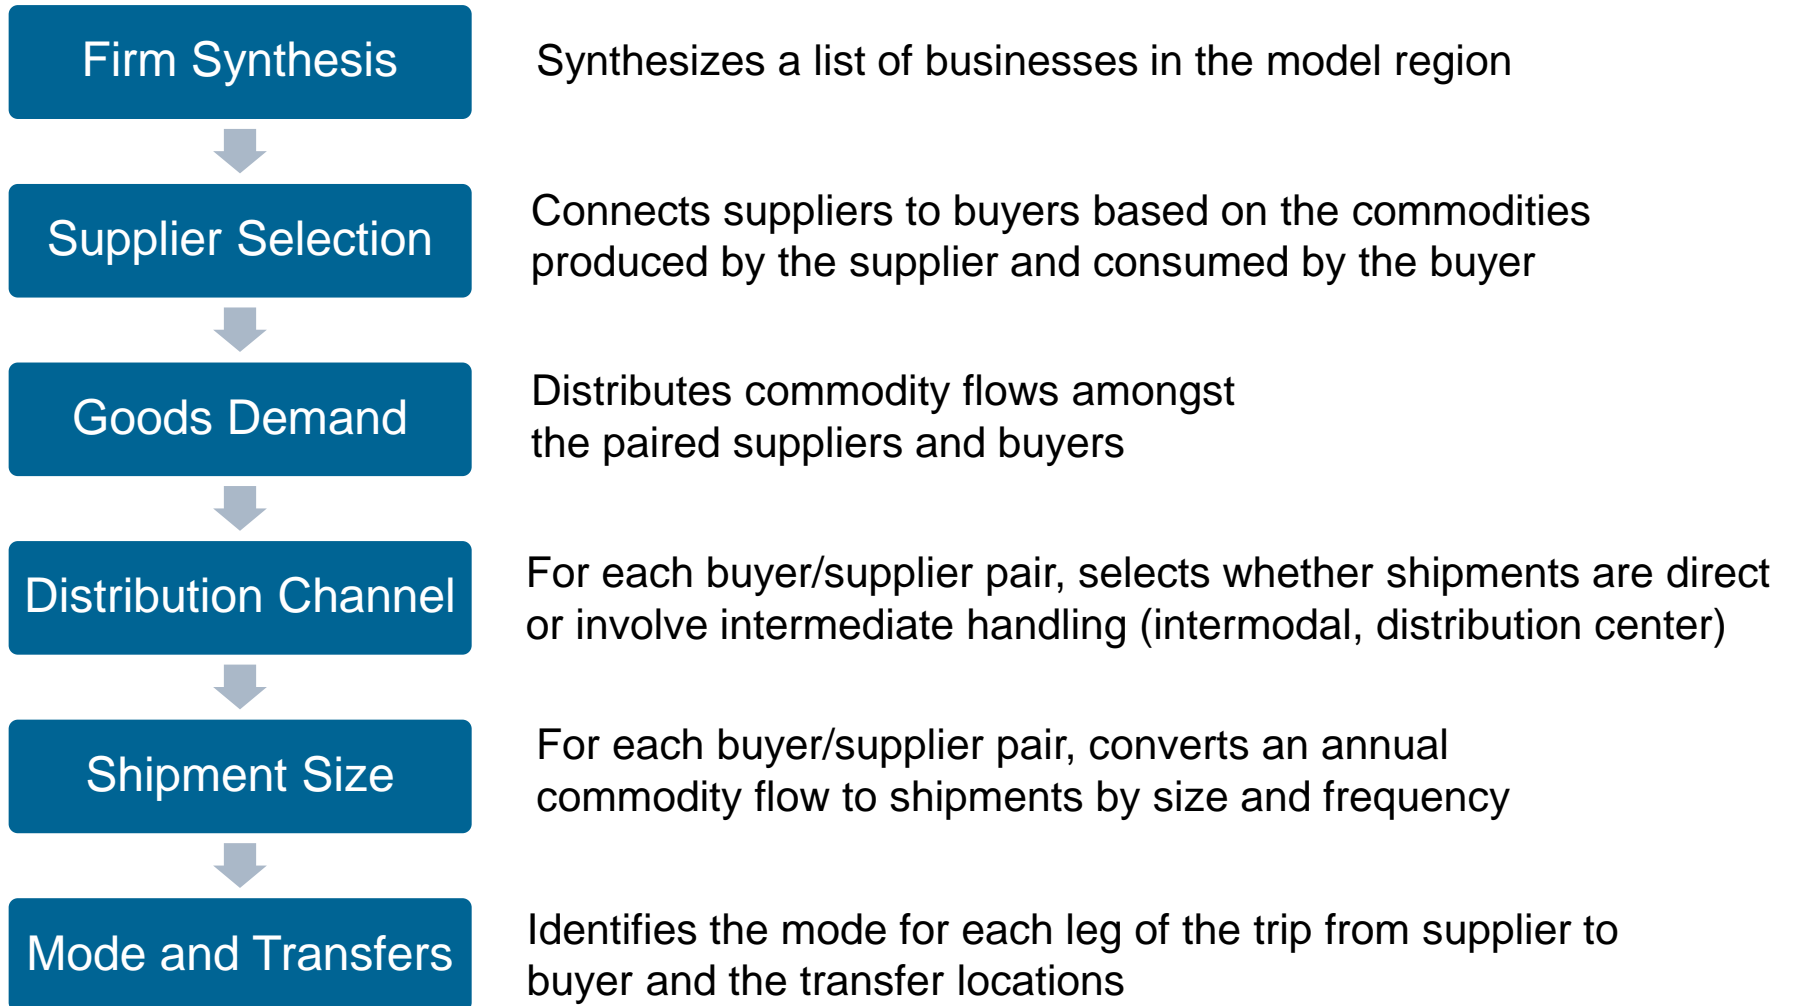 Firm Synthesis
Synthesizes a list of businesses in the model region
Supplier Selection
Connects suppliers to buyers based on the commodities
produced by the supplier and consumed by the buyer
Goods Demand
Distributes commodity flows amongst
the paired suppliers and buyers
Distribution Channel
For each buyer/supplier pair, selects whether shipments are direct
or involve intermediate handling (intermodal, distribution center)
Shipment Size
For each buyer/supplier pair, converts an annual
commodity flow to shipments by size and frequency
Mode and Transfers
Identifies the mode for each leg of the trip from supplier to
buyer and the transfer locations